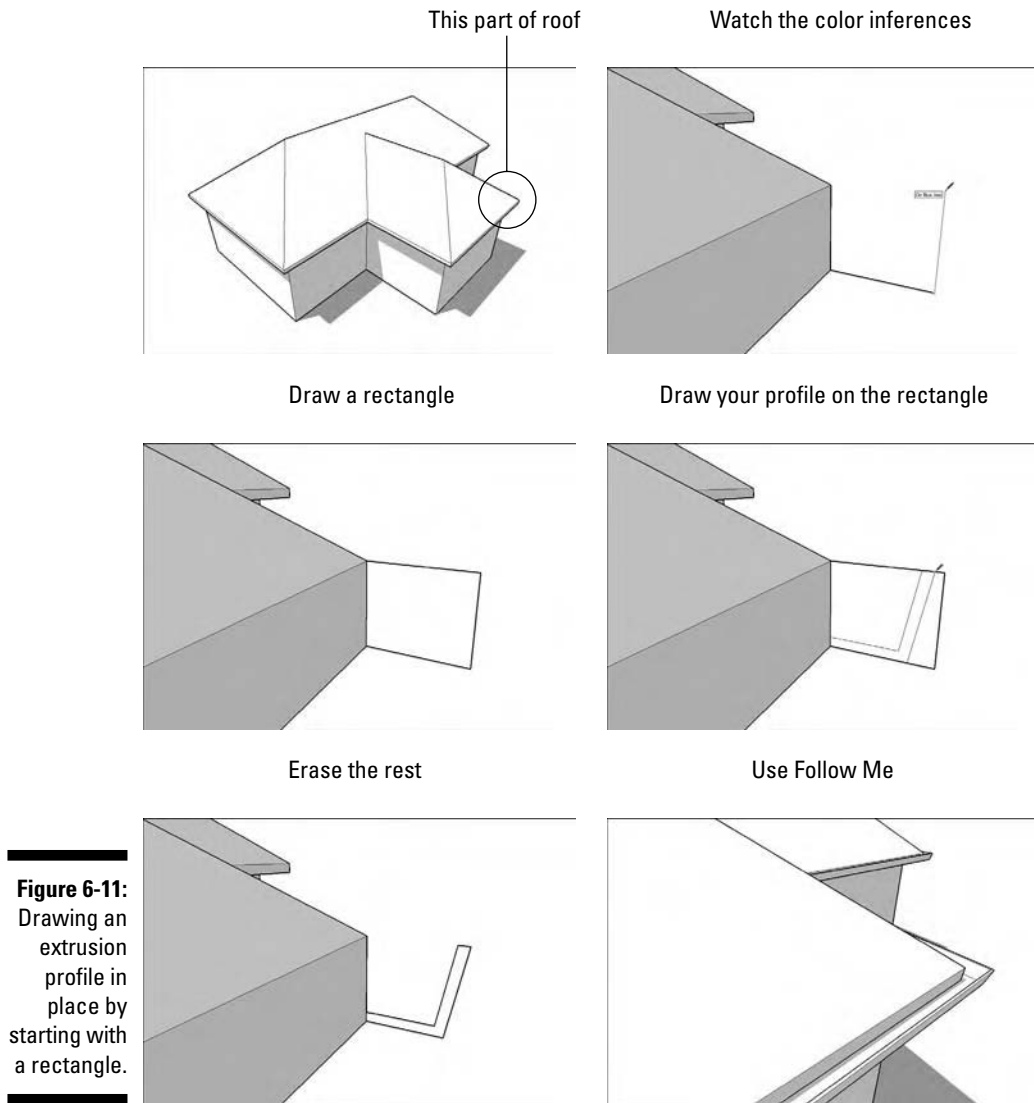 This part of roof
Watch the color inferences
Draw a rectangle
Draw your profile on the rectangle
Erase the rest
Use Follow Me
Figure 6-11:
Drawing an
extrusion
profile in
place by
starting with
a rectangle.